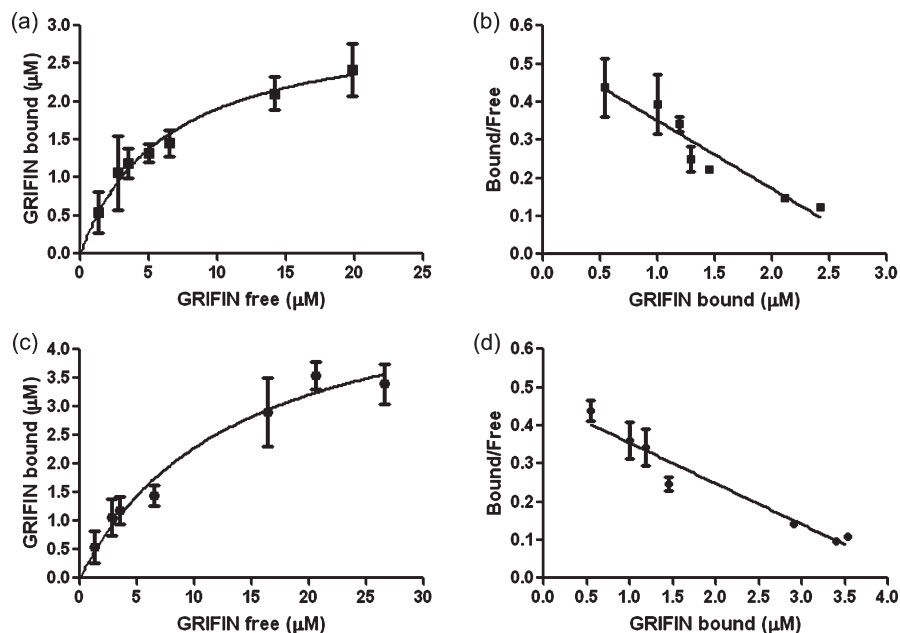 (a)
GRIFIN bound (µM)
3.0
2.5
2.0
1.5
1.0
0.5
0.0
0 5 10 15 20 25
GRIFIN free (µM)
(b)
Bound/Free
0.6
0.5
0.4
0.3
0.2
0.1
0.0
0.0 0.5 1.0 1.5 2.0 2.5 3.0
GRIFIN bound (µM)
(c)
GRIFIN bound (µM)
4.0
3.5
3.0
2.5
2.0
1.5
1.0
0.5
0.0
0 5 10 15 20 25 30
GRIFIN free (µM)
(d)
Bound/Free
0.6
0.5
0.4
0.3
0.2
0.1
0.0
0.0 0.5 1.0 1.5 2.0 2.5 3.0 3.5 4.0
GRIFIN bound (µM)